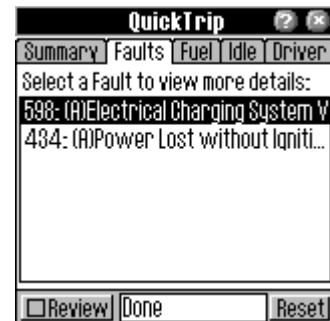 QuickTrip ? ×
Summary Faults Fuel Idle Driver
Select a Fault to view more details:
598: (A)Electrical Charging System V
434: (A)Power Lost without Igniti...
Review Done Reset